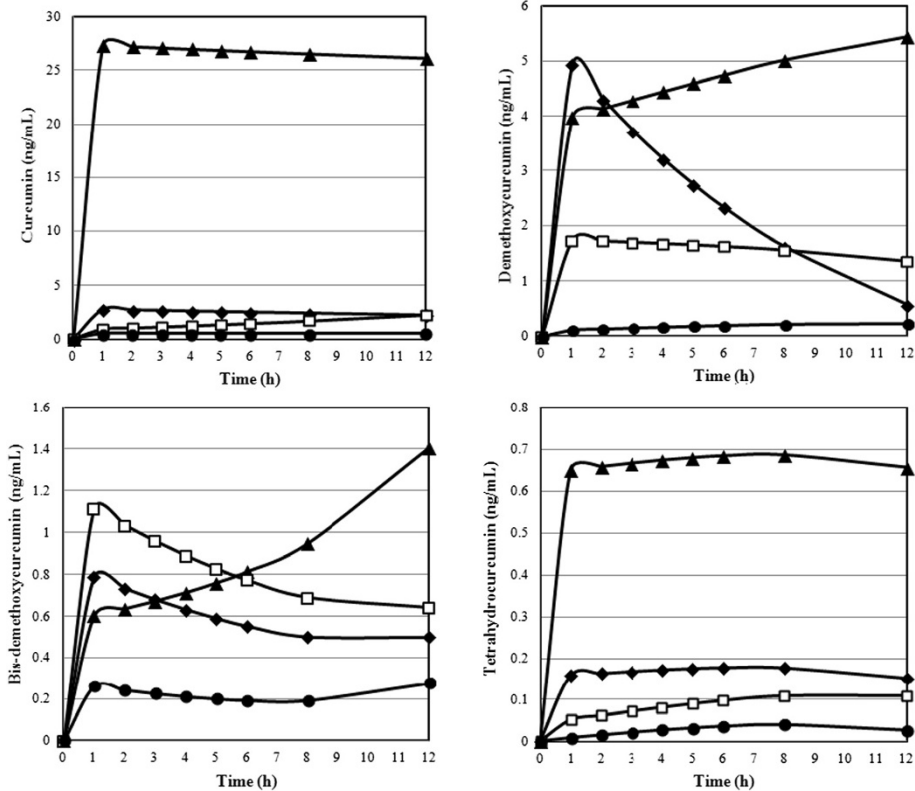 Curcumin (ng/mL)
30
25
20
15
10
5
0
0 1 2 3 4 5 6 7 8 9 10 11 12
Time (h)
Demethoxycurcumin (ng/mL)
6
5
4
3
2
1
0
0 1 2 3 4 5 6 7 8 9 10 11 12
Time (h)
Bis-demethoxycurcumin (ng/mL)
1.6
1.4
1.2
1
0.8
0.6
0.4
0.2
0
0 1 2 3 4 5 6 7 8 9 10 11 12
Time (h)
Tetrahydrocurcumin (ng/mL)
0.8
0.7
0.6
0.5
0.4
0.3
0.2
0.1
0
0 1 2 3 4 5 6 7 8 9 10 11 12
Time (h)